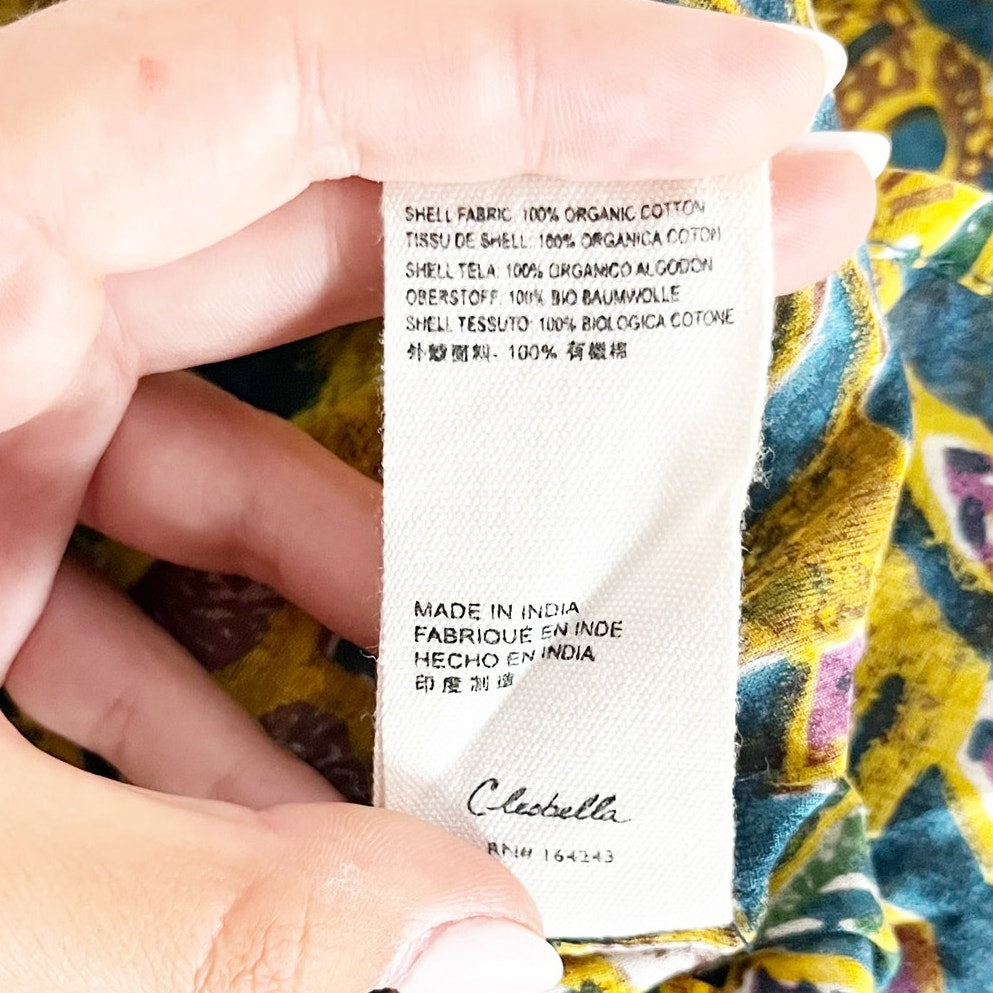 SHELL FABRIC: 100% ORGANIC COTTON
TISSU DE SHELL: 100% ORGANICA COTON
SHELL TELA: 100% ORGANICO ALGODON
OBERSTOFF: 100% BIO BAUMWOLLE
SHELL TESSUTO: 100% BIOLOGICA COTONE
外殼面料- 100% 有機棉
MADE IN INDIA
FABRIQUÉ EN INDE
HECHO EN INDIA
印度制造
Cleobella
RN# 164243